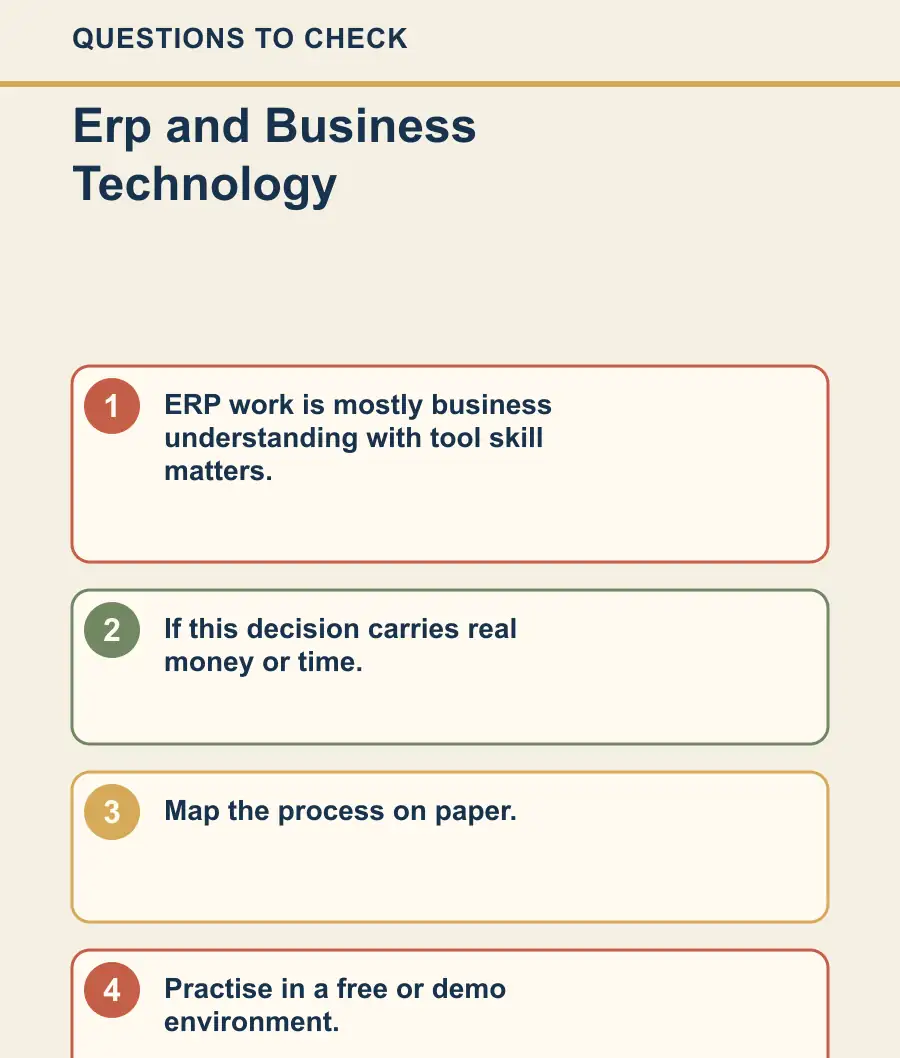 QUESTIONS TO CHECK
Erp and Business
Technology
1
ERP work is mostly business
understanding with tool skill
matters.
2
If this decision carries real
money or time.
3
Map the process on paper.
4
Practise in a free or demo
environment.